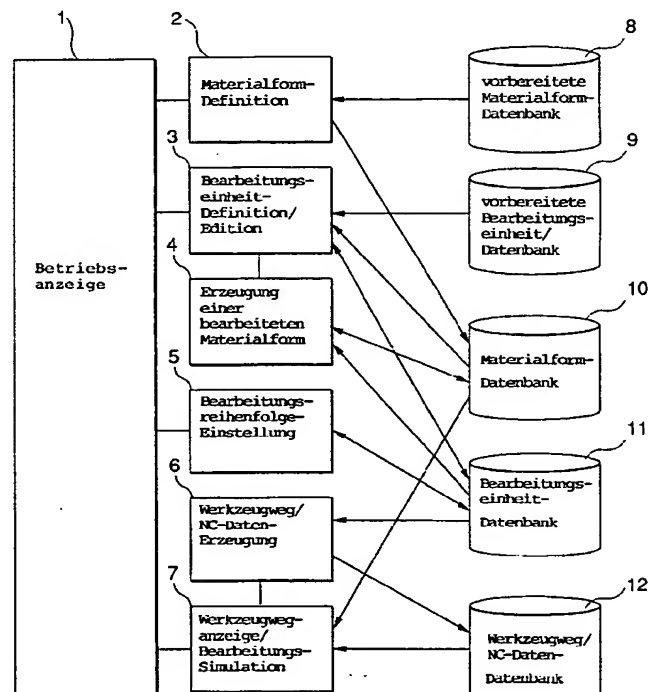 1
Betriebs-
anzeige
2
Materialform-
Definition
3
Bearbeitungs-
einheit-
Definition/
Edition
4
Erzeugung
einer
bearbeiteten
Materialform
5
Bearbeitungs-
reihenfolge-
Einstellung
6
Werkzeugweg/
NC-Daten-
Erzeugung
7
Werkzeugweg-
anzeige/
Bearbeitungs-
Simulation
8
vorbereitete
Materialform-
Datenbank
9
vorbereitete
Bearbeitungs-
einheit/
Datenbank
10
Materialform-
Datenbank
11
Bearbeitungs-
einheit-
Datenbank
12
Werkzeugweg/
NC-Daten-
Datenbank